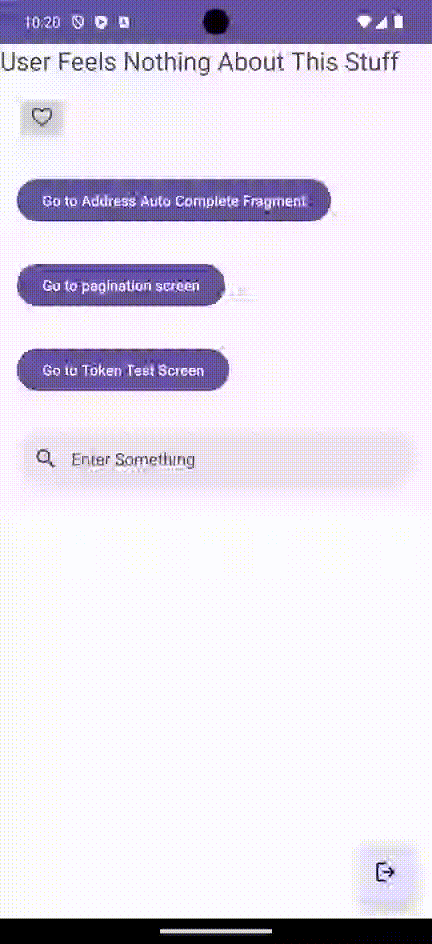 10:20
User Feels Nothing About This Stuff
Go to Address Auto Complete Fragment
Go to pagination screen
Go to Token Test Screen
Enter Something